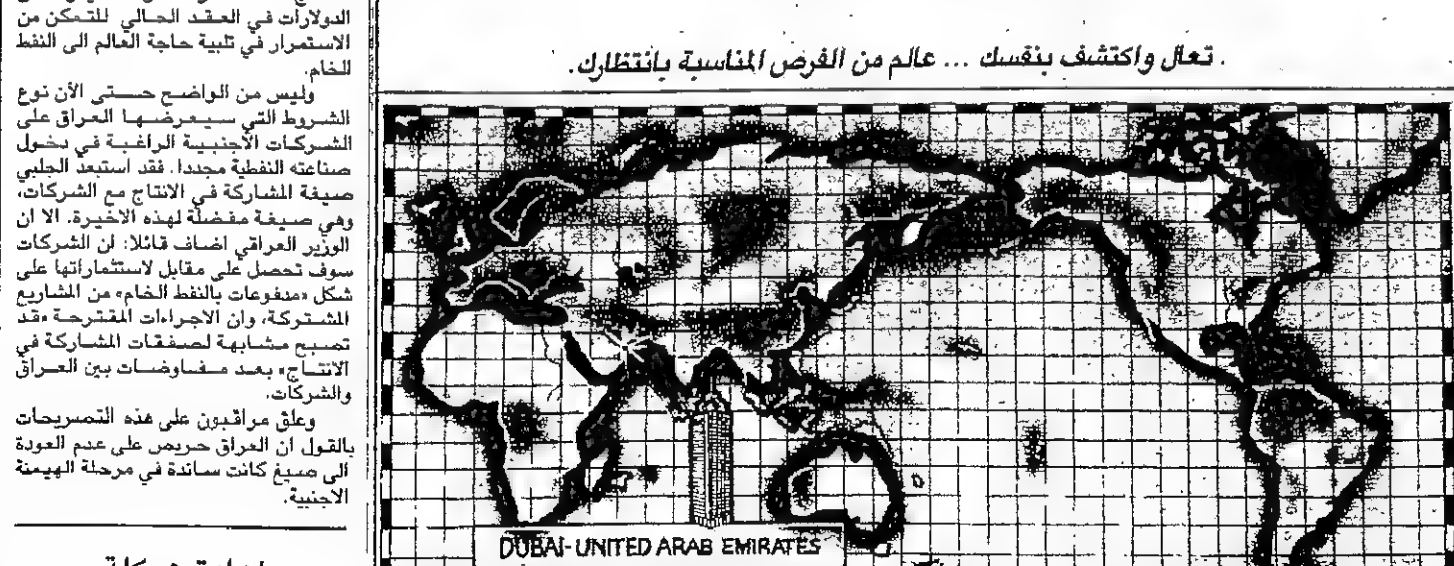 الدولارات في العقد الحالي للتمكن من
الاستمرار في تلبية حاجة العالم الى النفط
الخام.
وليس من الواضح حتى الآن نوع
الشروط التي سيعرضها العراق على
الشركات الأجنبية الراغبة في دخول
صناعته النفطية مجددا. فقد استبعد الجلبي
صيغة المشاركة في الانتاج مع الشركات،
وهي صيغة مفضلة لهذه الاخيرة. الا ان
الوزير العراقي اضاف قائلا: ان الشركات
سوف تحصل على مقابل لاستثماراتها على
شكل «مدفوعات بالنفط الخام» من المشاريع
المشتركة، وان الاجراءات المقترحة «قد
تصبح مشابهة لصفقات المشاركة في
الانتاج» بعد مفاوضات بين العراق
والشركات.
وعلق مراقبون على هذه التصريحات
بالقول ان العراق حريص على عدم العودة
الى صيغ كانت سائدة في مرحلة الهيمنة
الاجنبية.
تعال واكتشف بنفسك ... عالم من الفرص المناسبة بانتظارك.
DUBAI-UNITED ARAB EMIRATES